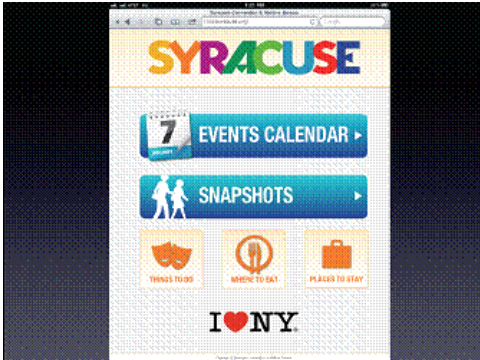 SYRACUSE
7
EVENTS CALENDAR
SNAPSHOTS
THINGS TO DO
WHERE TO EAT
PLACES TO STAY
I NY